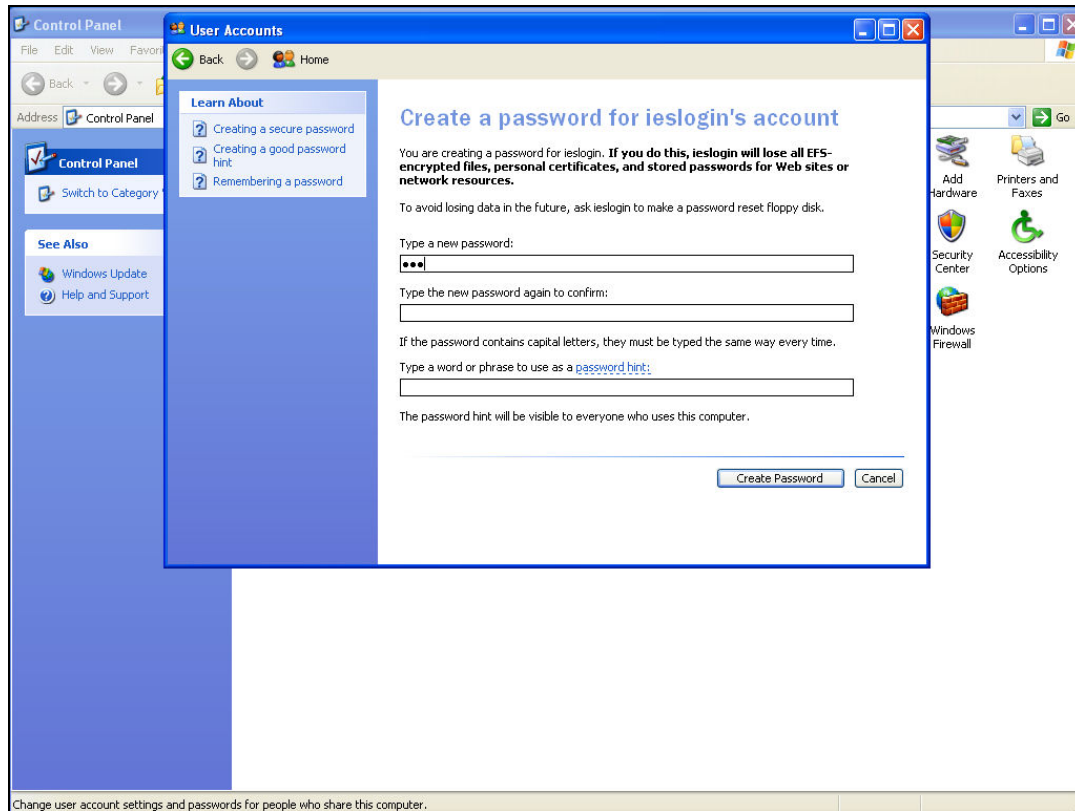 Control Panel
File Edit View Favori
Back
Address Control Panel
Go
Control Panel
Switch to Category
See Also
Windows Update
Help and Support
User Accounts
Back Home
Learn About
Creating a secure password
Creating a good password
hint
Remembering a password
Create a password for ieslogin's account
You are creating a password for ieslogin. If you do this, ieslogin will lose all EFS-
encrypted files, personal certificates, and stored passwords for Web sites or
network resources.
To avoid losing data in the future, ask ieslogin to make a password reset floppy disk.
Type a new password:
●●●
Type the new password again to confirm:
If the password contains capital letters, they must be typed the same way every time.
Type a word or phrase to use as a password hint:
The password hint will be visible to everyone who uses this computer.
Create Password Cancel
Add
Hardware
Printers and
Faxes
Security
Center
Accessibility
Options
Windows
Firewall
Change user account settings and passwords for people who share this computer.